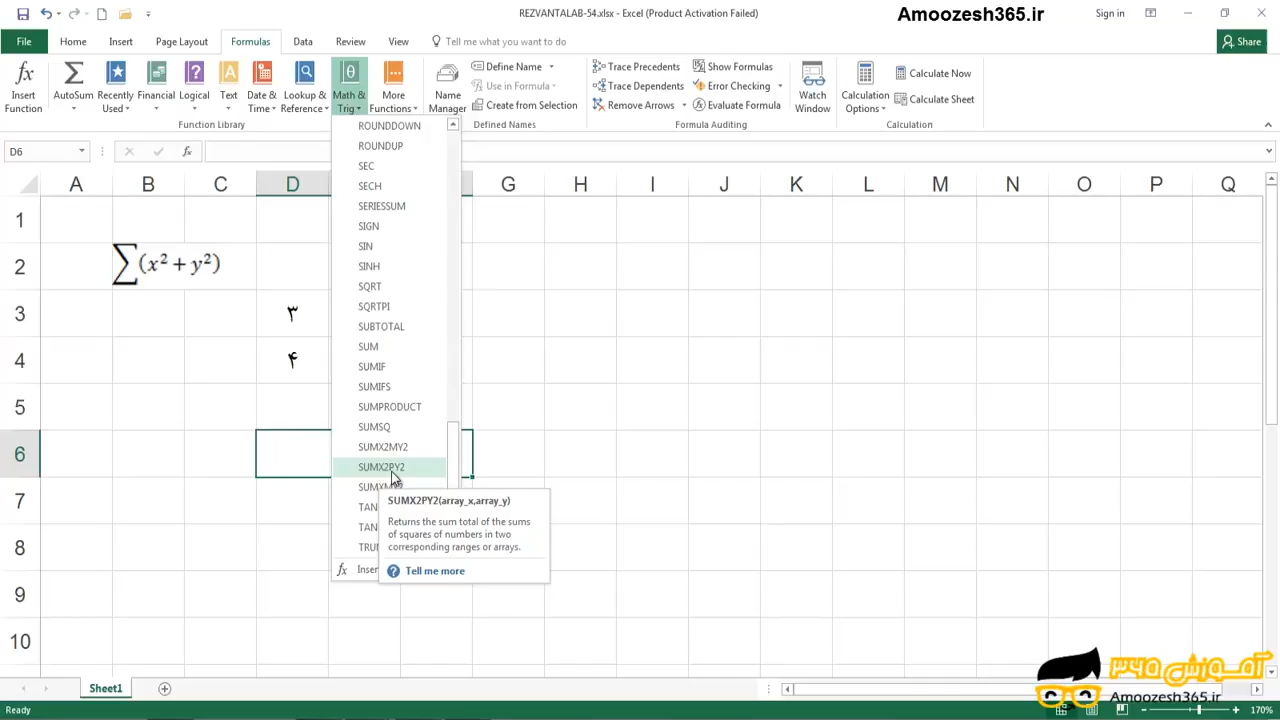 REZVANTALAB-54.xlsx - Excel (Product Activation Failed)
Amoozesh365.ir
Sign in
File Home Insert Page Layout Formulas Data Review View Tell me what you want to do
Share
Insert Function
AutoSum
Recently Used
Financial
Logical
Text
Date & Time
Lookup & Reference
Math & Trig
More Functions
Function Library
Name Manager
Define Name
Use in Formula
Create from Selection
Defined Names
Trace Precedents
Trace Dependents
Remove Arrows
Show Formulas
Error Checking
Evaluate Formula
Formula Auditing
Watch Window
Calculation Options
Calculate Now
Calculate Sheet
Calculation
D6
fx
A B C D G H I J K L M N O P Q
1
2
3
4
5
6
7
8
9
10
∑(x² + y²)
۳
۴
ROUNDDOWN
ROUNDUP
SEC
SECH
SERIESSUM
SIGN
SIN
SINH
SQRT
SQRTPI
SUBTOTAL
SUM
SUMIF
SUMIFS
SUMPRODUCT
SUMSQ
SUMX2MY2
SUMX2PY2
TAN
TAN
fx
SUMX2PY2(array_x,array_y)
Returns the sum total of the sums
of squares of numbers in two
corresponding ranges or arrays.
Tell me more
Sheet1
آموزش ۳۶۵
Amoozesh365.ir
Ready
170%